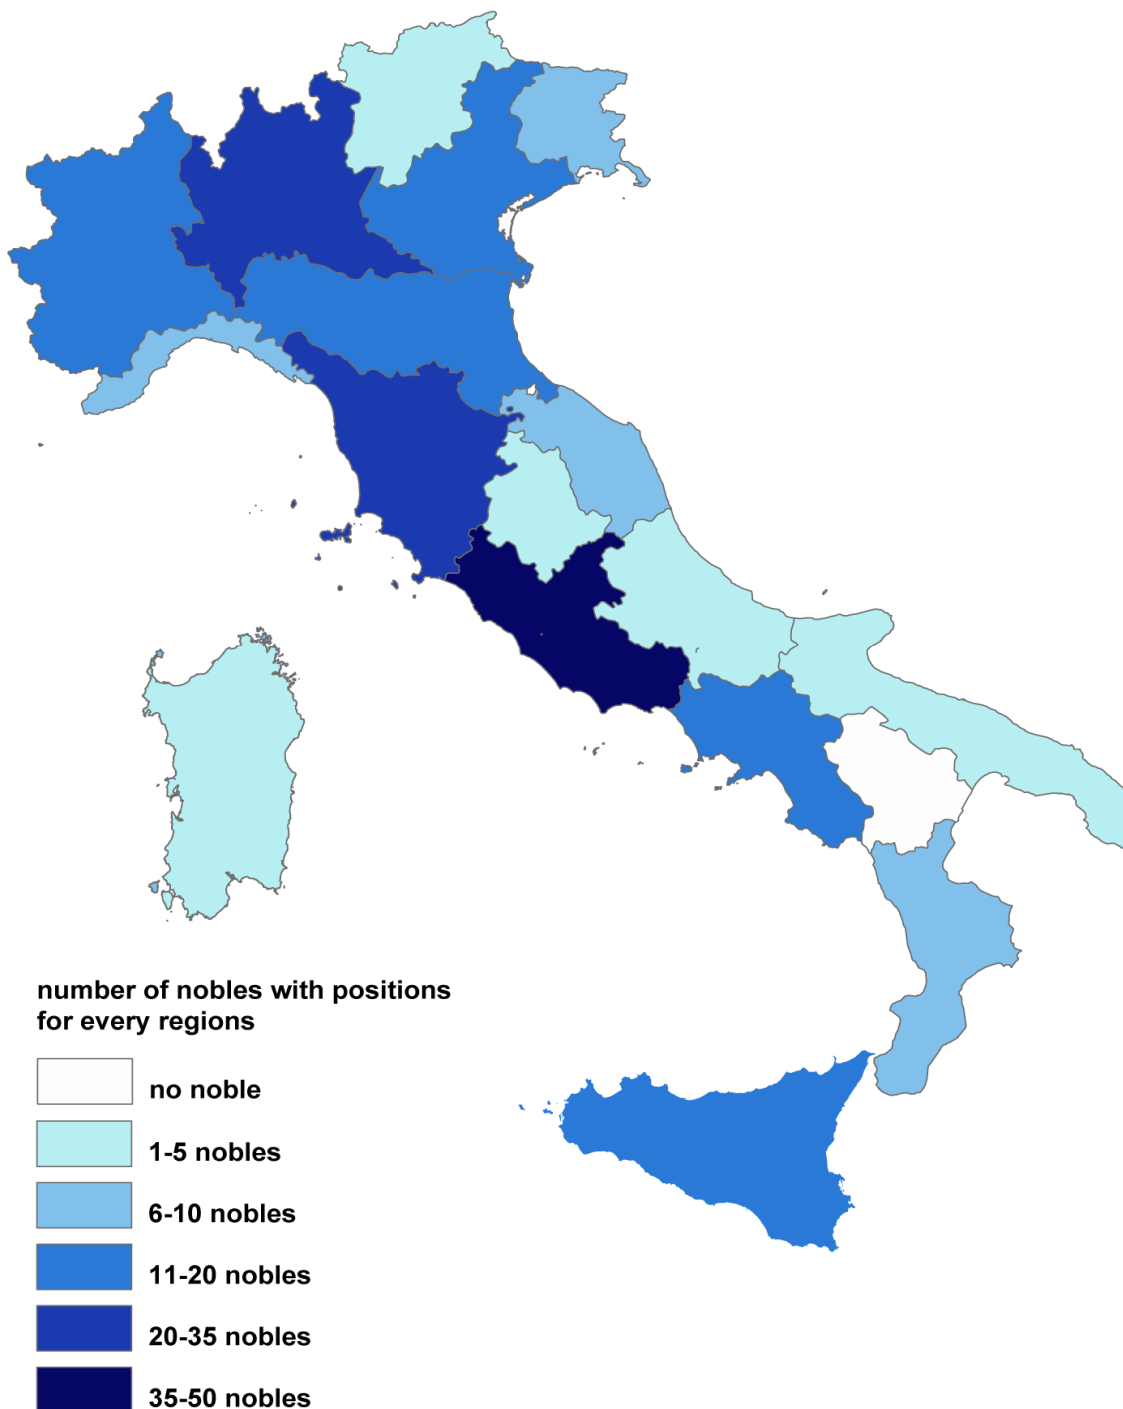 number of nobles with positions
for every regions
no noble
1-5 nobles
6-10 nobles
11-20 nobles
20-35 nobles
35-50 nobles